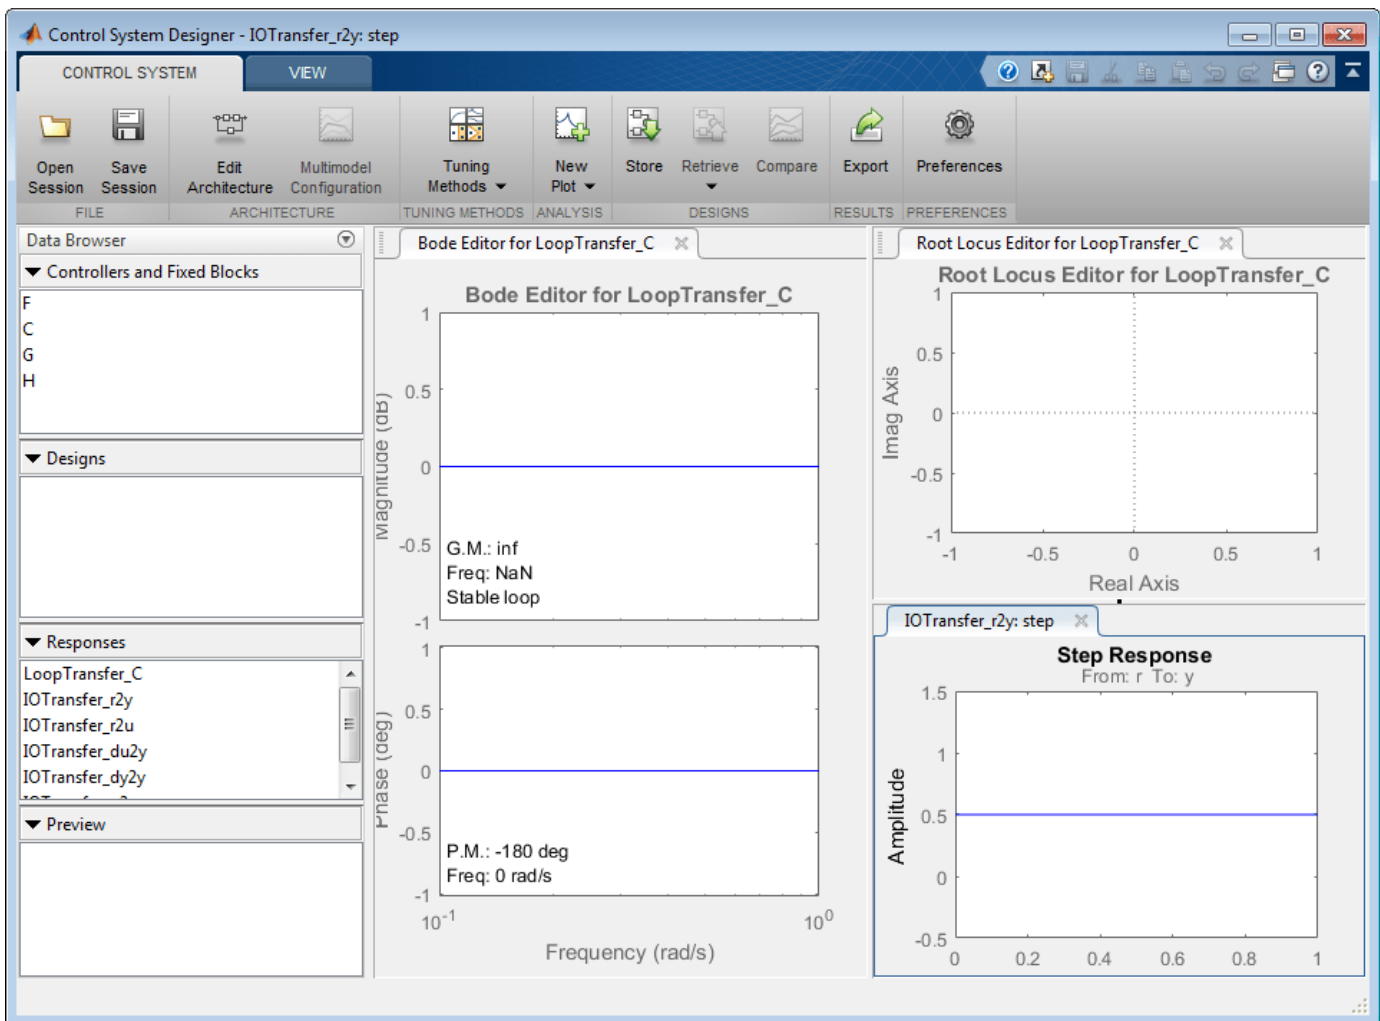 Control System Designer - IOTransfer_r2y: step
CONTROL SYSTEM
VIEW
Open Session
Save Session
Edit Architecture
Multimodel Configuration
Tuning Methods
New Plot
Store
Retrieve
Compare
Export
Preferences
FILE
ARCHITECTURE
TUNING METHODS
ANALYSIS
DESIGNS
RESULTS
PREFERENCES
Data Browser
Controllers and Fixed Blocks
F
C
G
H
Designs
Responses
LoopTransfer_C
IOTransfer_r2y
IOTransfer_r2u
IOTransfer_du2y
IOTransfer_dy2y
Preview
Bode Editor for LoopTransfer_C
Bode Editor for LoopTransfer_C
Magnitude (dB)
1
0.5
0
-0.5
-1
G.M.: inf
Freq: NaN
Stable loop
Phase (deg)
1
0.5
0
-0.5
-1
P.M.: -180 deg
Freq: 0 rad/s
10-1
100
Frequency (rad/s)
Root Locus Editor for LoopTransfer_C
Root Locus Editor for LoopTransfer_C
Imag Axis
1
0.5
0
-0.5
-1
-1
-0.5
0
0.5
1
Real Axis
IOTransfer_r2y: step
Step Response
From: r To: y
Amplitude
1.5
1
0.5
0
-0.5
0
0.2
0.4
0.6
0.8
1